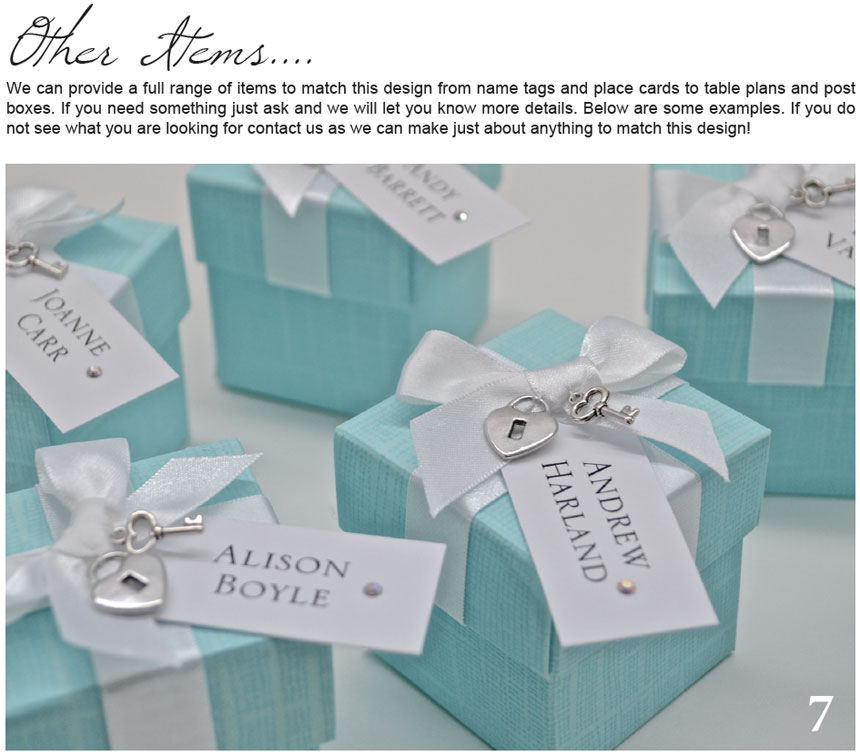 Other Items....
We can provide a full range of items to match this design from name tags and place cards to table plans and post
boxes. If you need something just ask and we will let you know more details. Below are some examples. If you do
not see what you are looking for contact us as we can make just about anything to match this design!
BARRETT
JOANNE
CARR
ANDREW
HARLAND
ALISON
BOYLE
7